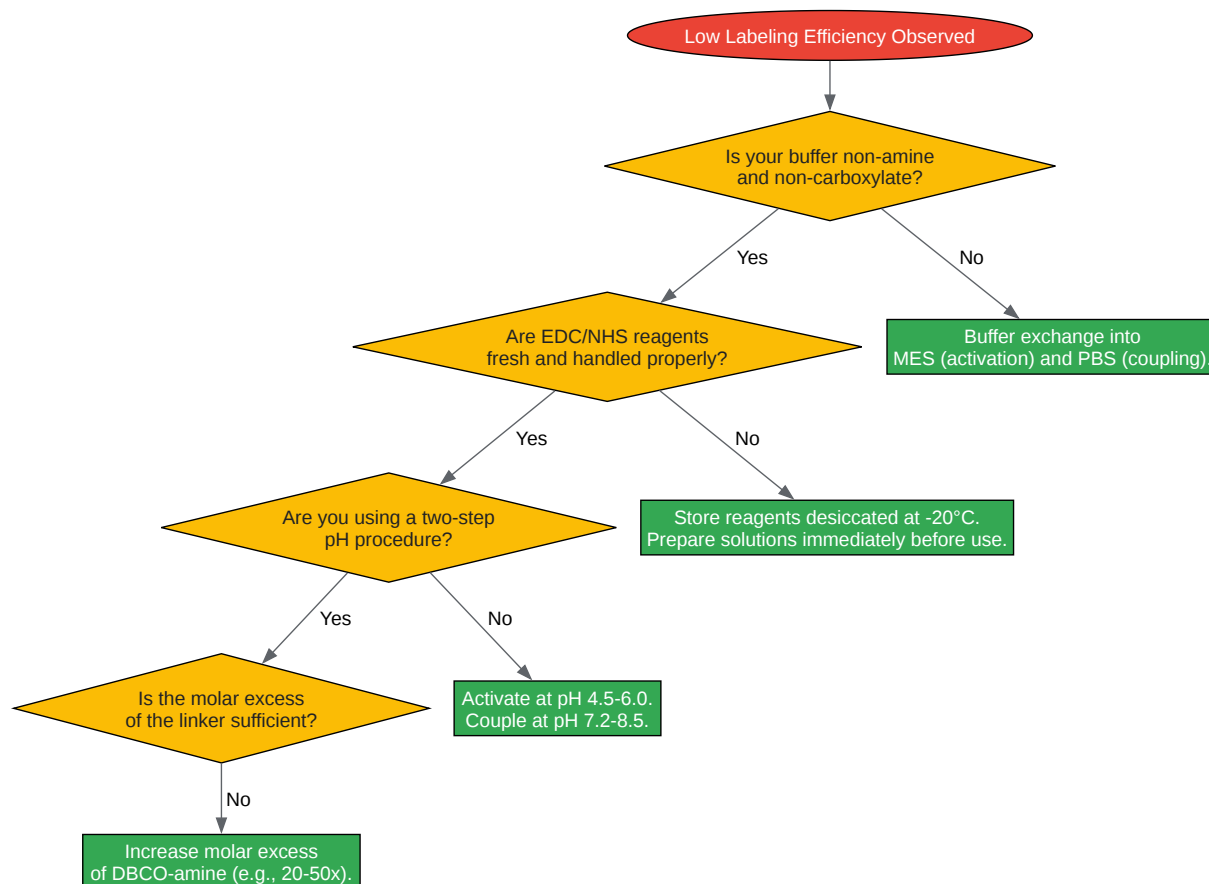 Low Labeling Efficiency Observed
Is your buffer non-amine
and non-carboxylate?
Yes
No
Are EDC/NHS reagents
fresh and handled properly?
Buffer exchange into
MES (activation) and PBS (coupling).
Yes
No
Are you using a two-step
pH procedure?
Store reagents desiccated at -20°C.
Prepare solutions immediately before use.
Yes
No
Is the molar excess
of the linker sufficient?
Activate at pH 4.5-6.0.
Couple at pH 7.2-8.5.
No
Increase molar excess
of DBCO-amine (e.g., 20-50x).